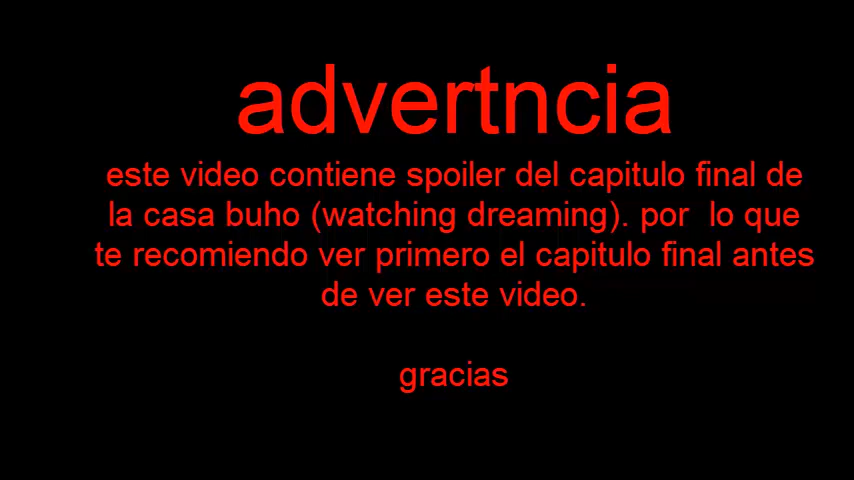 advertncia
este video contiene spoiler del capitulo final de
la casa buho (watching dreaming). por  lo que
te recomiendo ver primero el capitulo final antes
de ver este video.
gracias